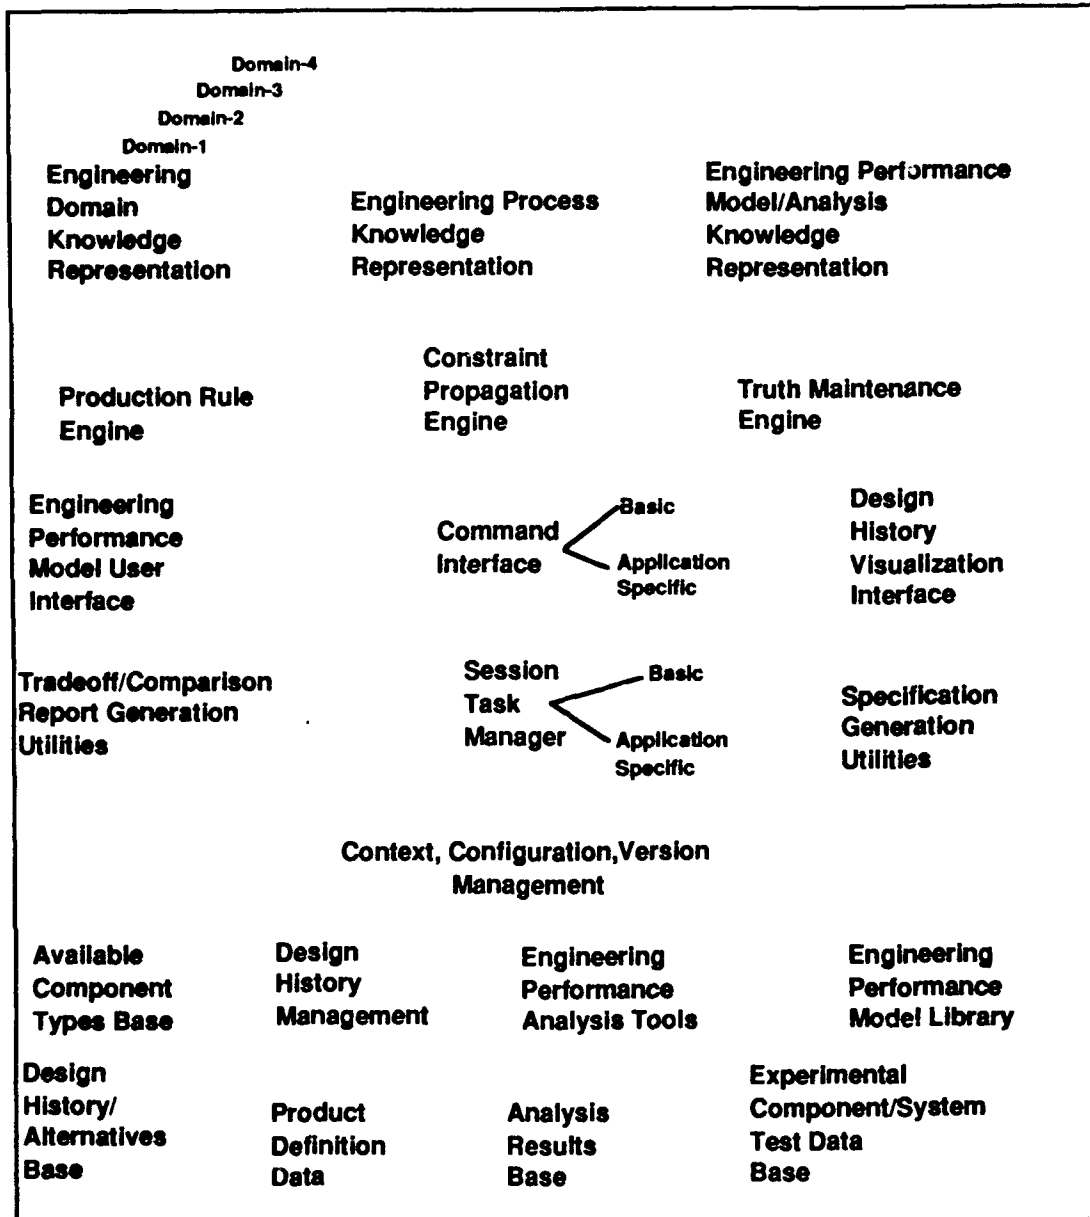 Domain-4
Domain-3
Domain-2
Domain-1
Engineering
Domain
Knowledge
Representation
Engineering Process
Knowledge
Representation
Engineering Performance
Model/Analysis
Knowledge
Representation
Production Rule
Engine
Constraint
Propagation
Engine
Truth Maintenance
Engine
Engineering
Performance
Model User
Interface
Command
Interface
Basic
Application
Specific
Design
History
Visualization
Interface
Tradeoff/Comparison
Report Generation
Utilities
Session
Task
Manager
Basic
Application
Specific
Specification
Generation
Utilities
Context, Configuration,Version
Management
Available
Component
Types Base
Design
History
Management
Engineering
Performance
Analysis Tools
Engineering
Performance
Model Library
Design
History/
Alternatives
Base
Product
Definition
Data
Analysis
Results
Base
Experimental
Component/System
Test Data
Base